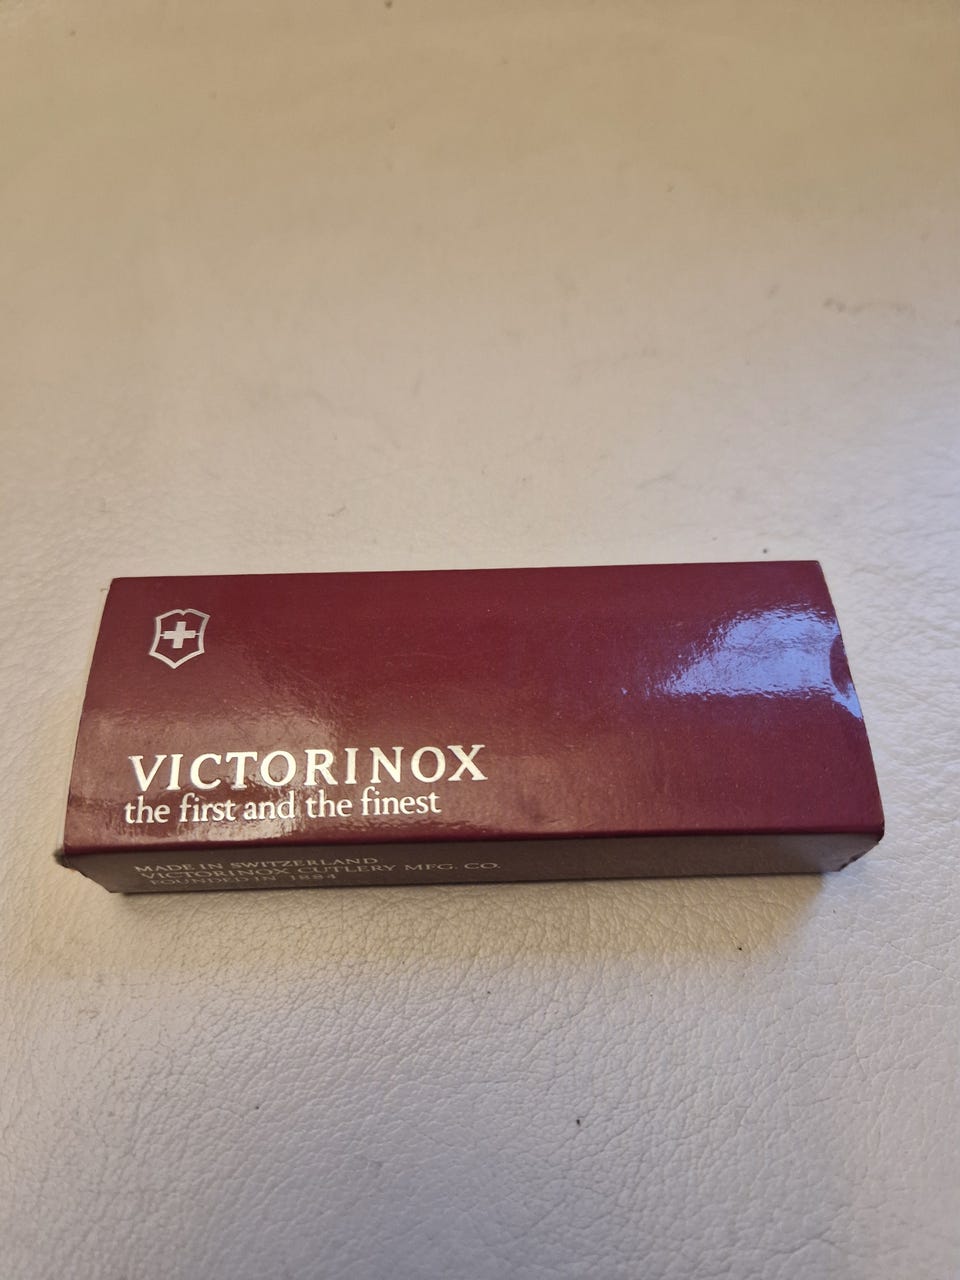 VICTORINOX
the first and the finest
MADE IN SWITZERLAND
VICTORINOX CUTLERY MFG. CO.
FOUNDED IN 1884